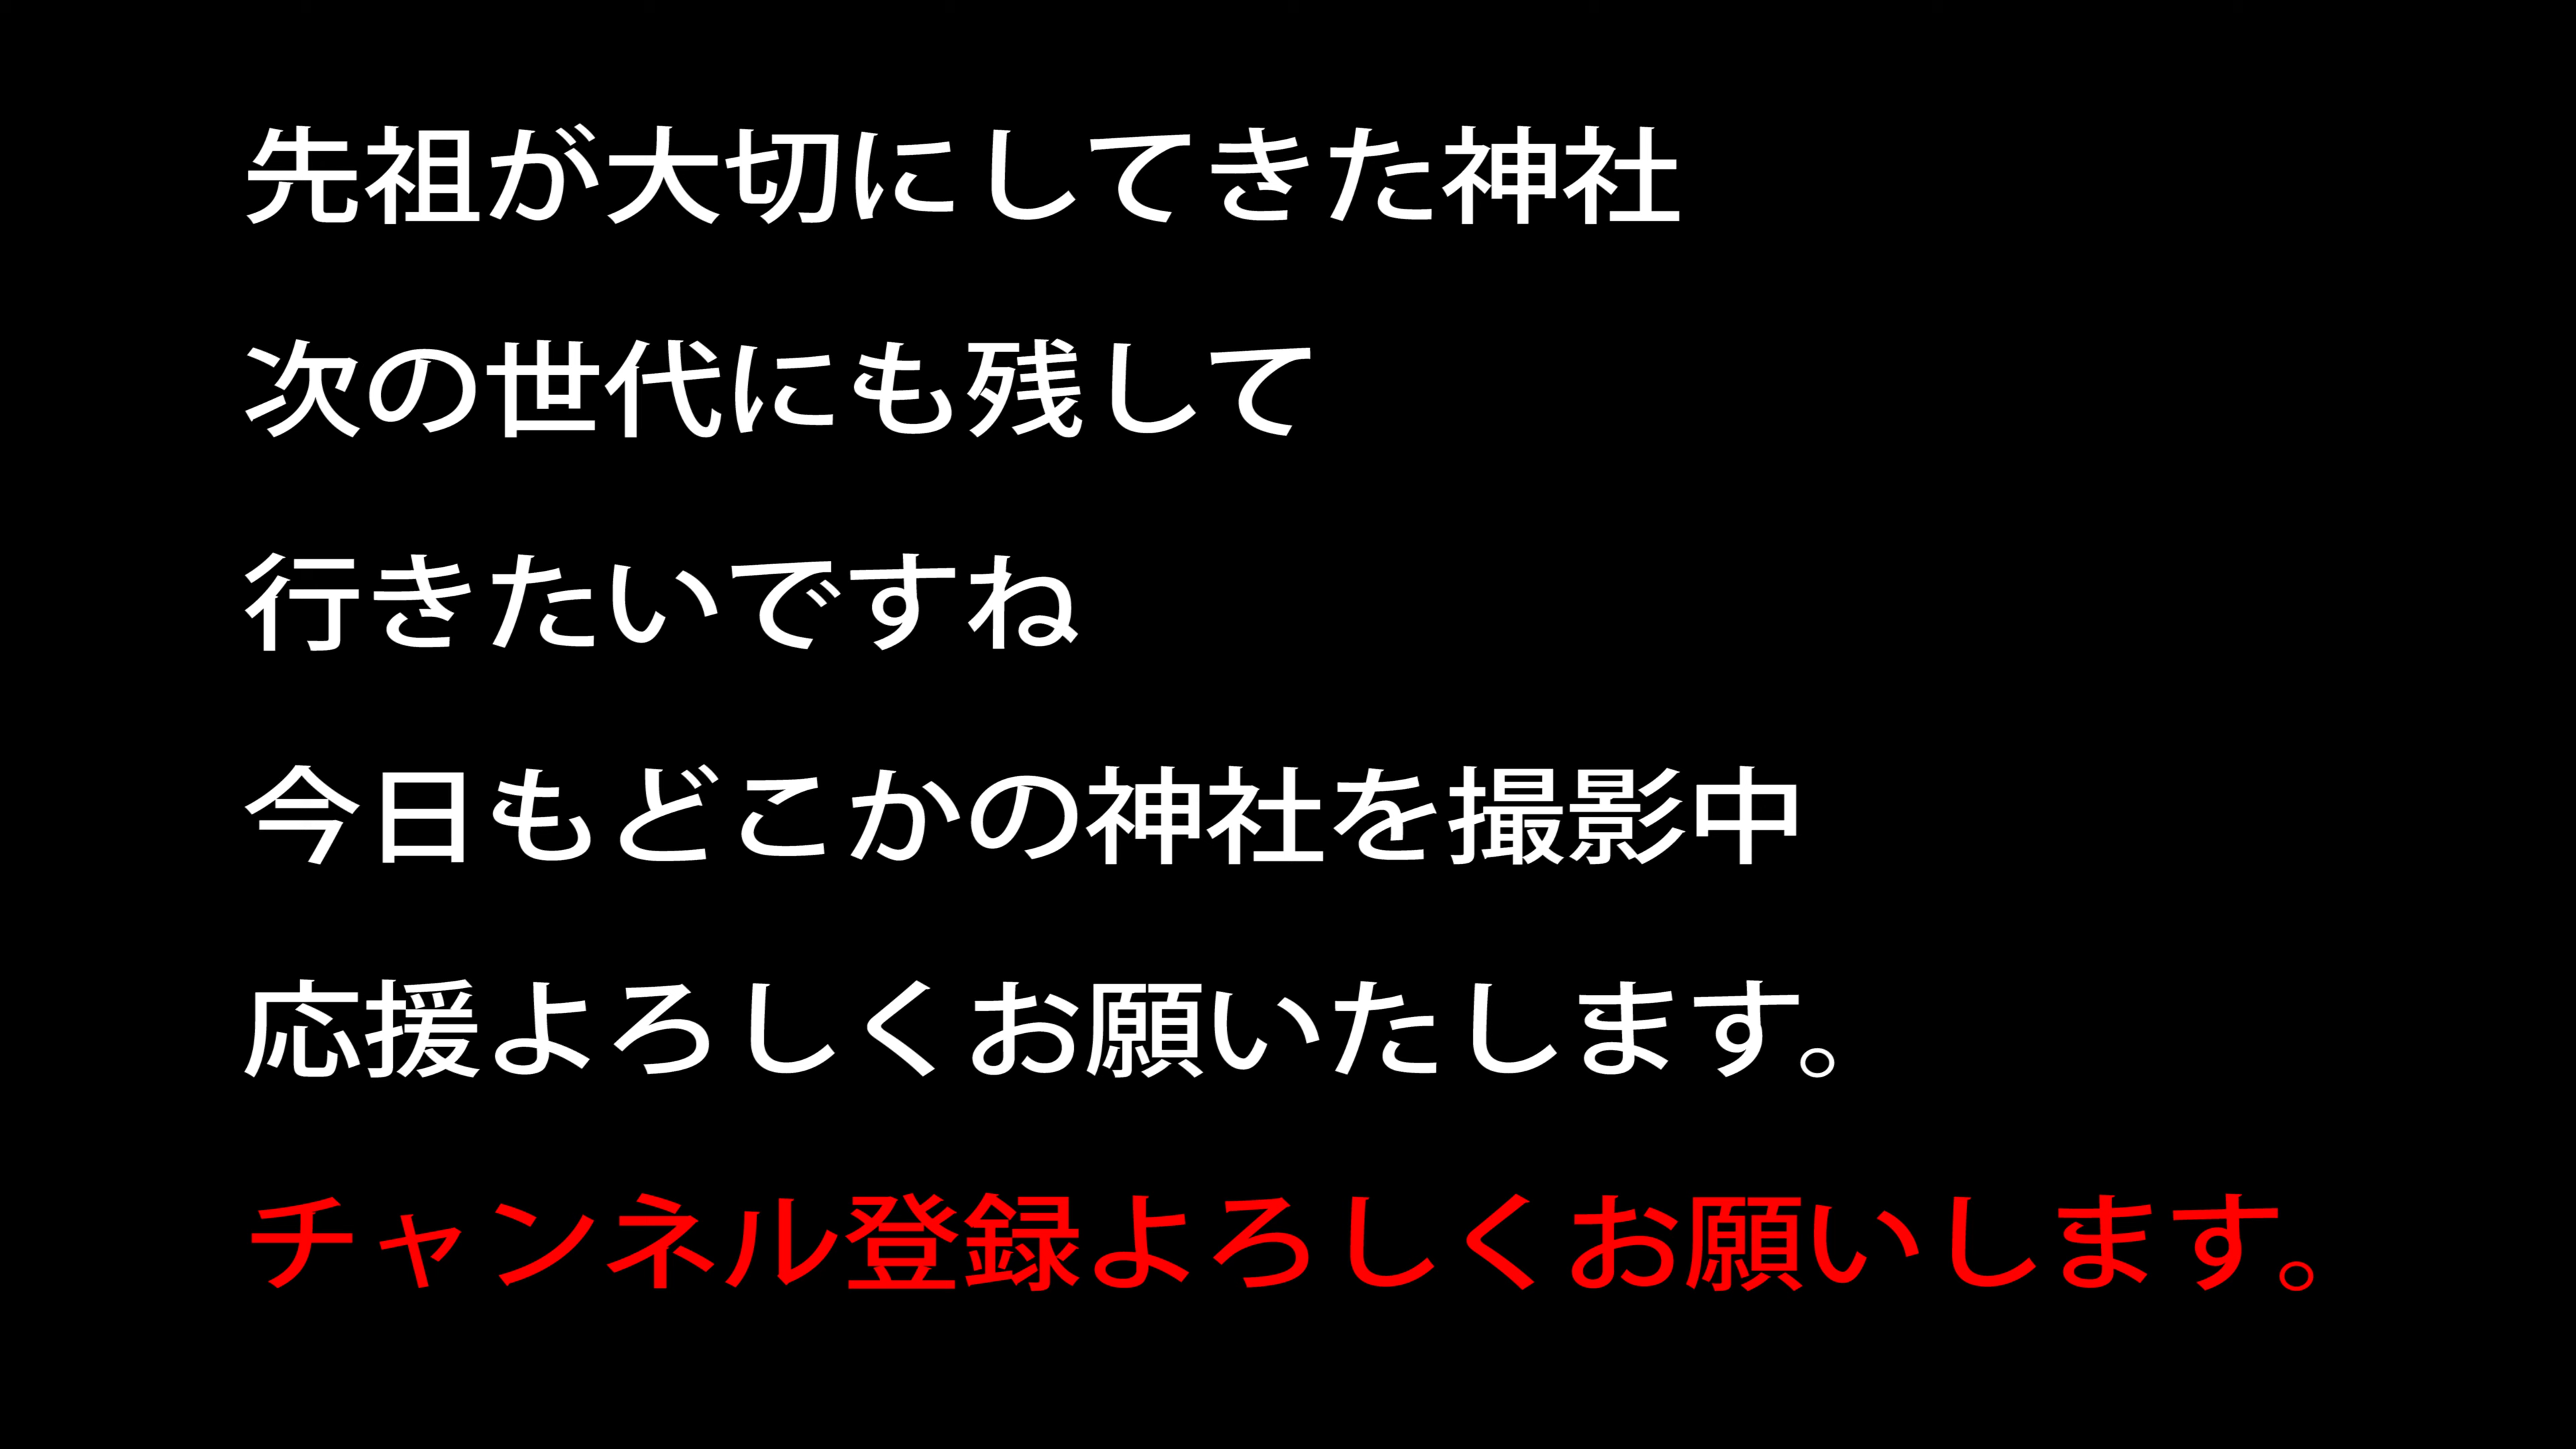 先祖が大切にしてきた神社
次の世代にも残して
行きたいですね
今日もどこかの神社を撮影中
応援よろしくお願いたします。
チャンネル登録よろしくお願いします。